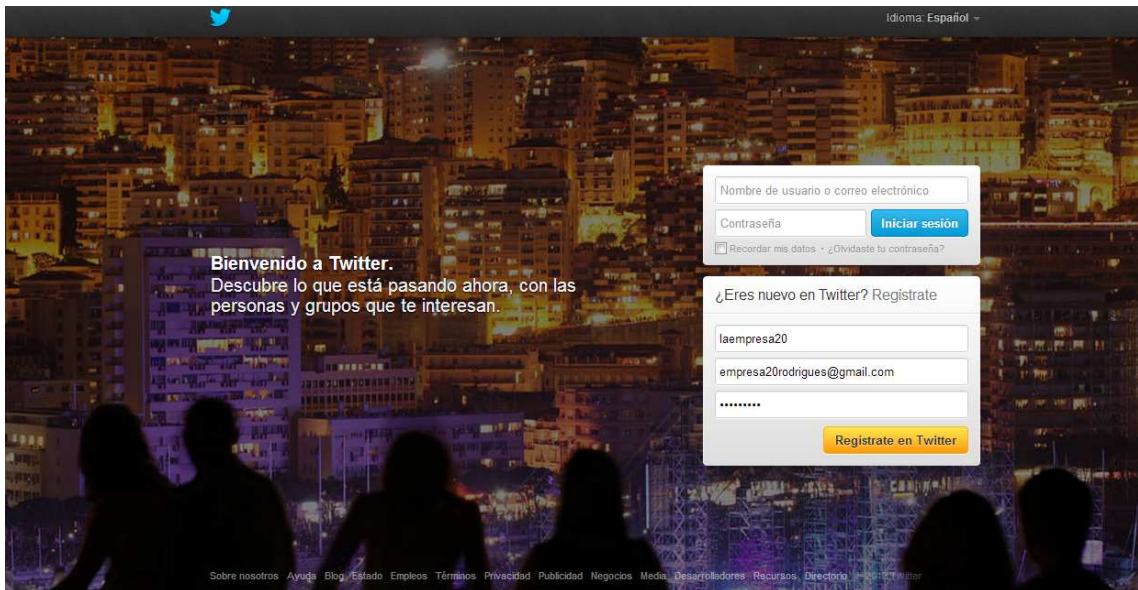 Idioma: Español
Nombre de usuario o correo electrónico
Contraseña
Iniciar sesión
Recordar mis datos · ¿Olvidaste tu contraseña?
Bienvenido a Twitter.
Descubre lo que está pasando ahora, con las
personas y grupos que te interesan.
¿Eres nuevo en Twitter? Regístrate
laempresa20
empresa20rodrigues@gmail.com
•••••••••
Regístrate en Twitter
Sobre nosotros Ayuda Blog Estado Empleos Términos Privacidad Publicidad Negocios Media Desarrolladores Recursos Directorio Twitter